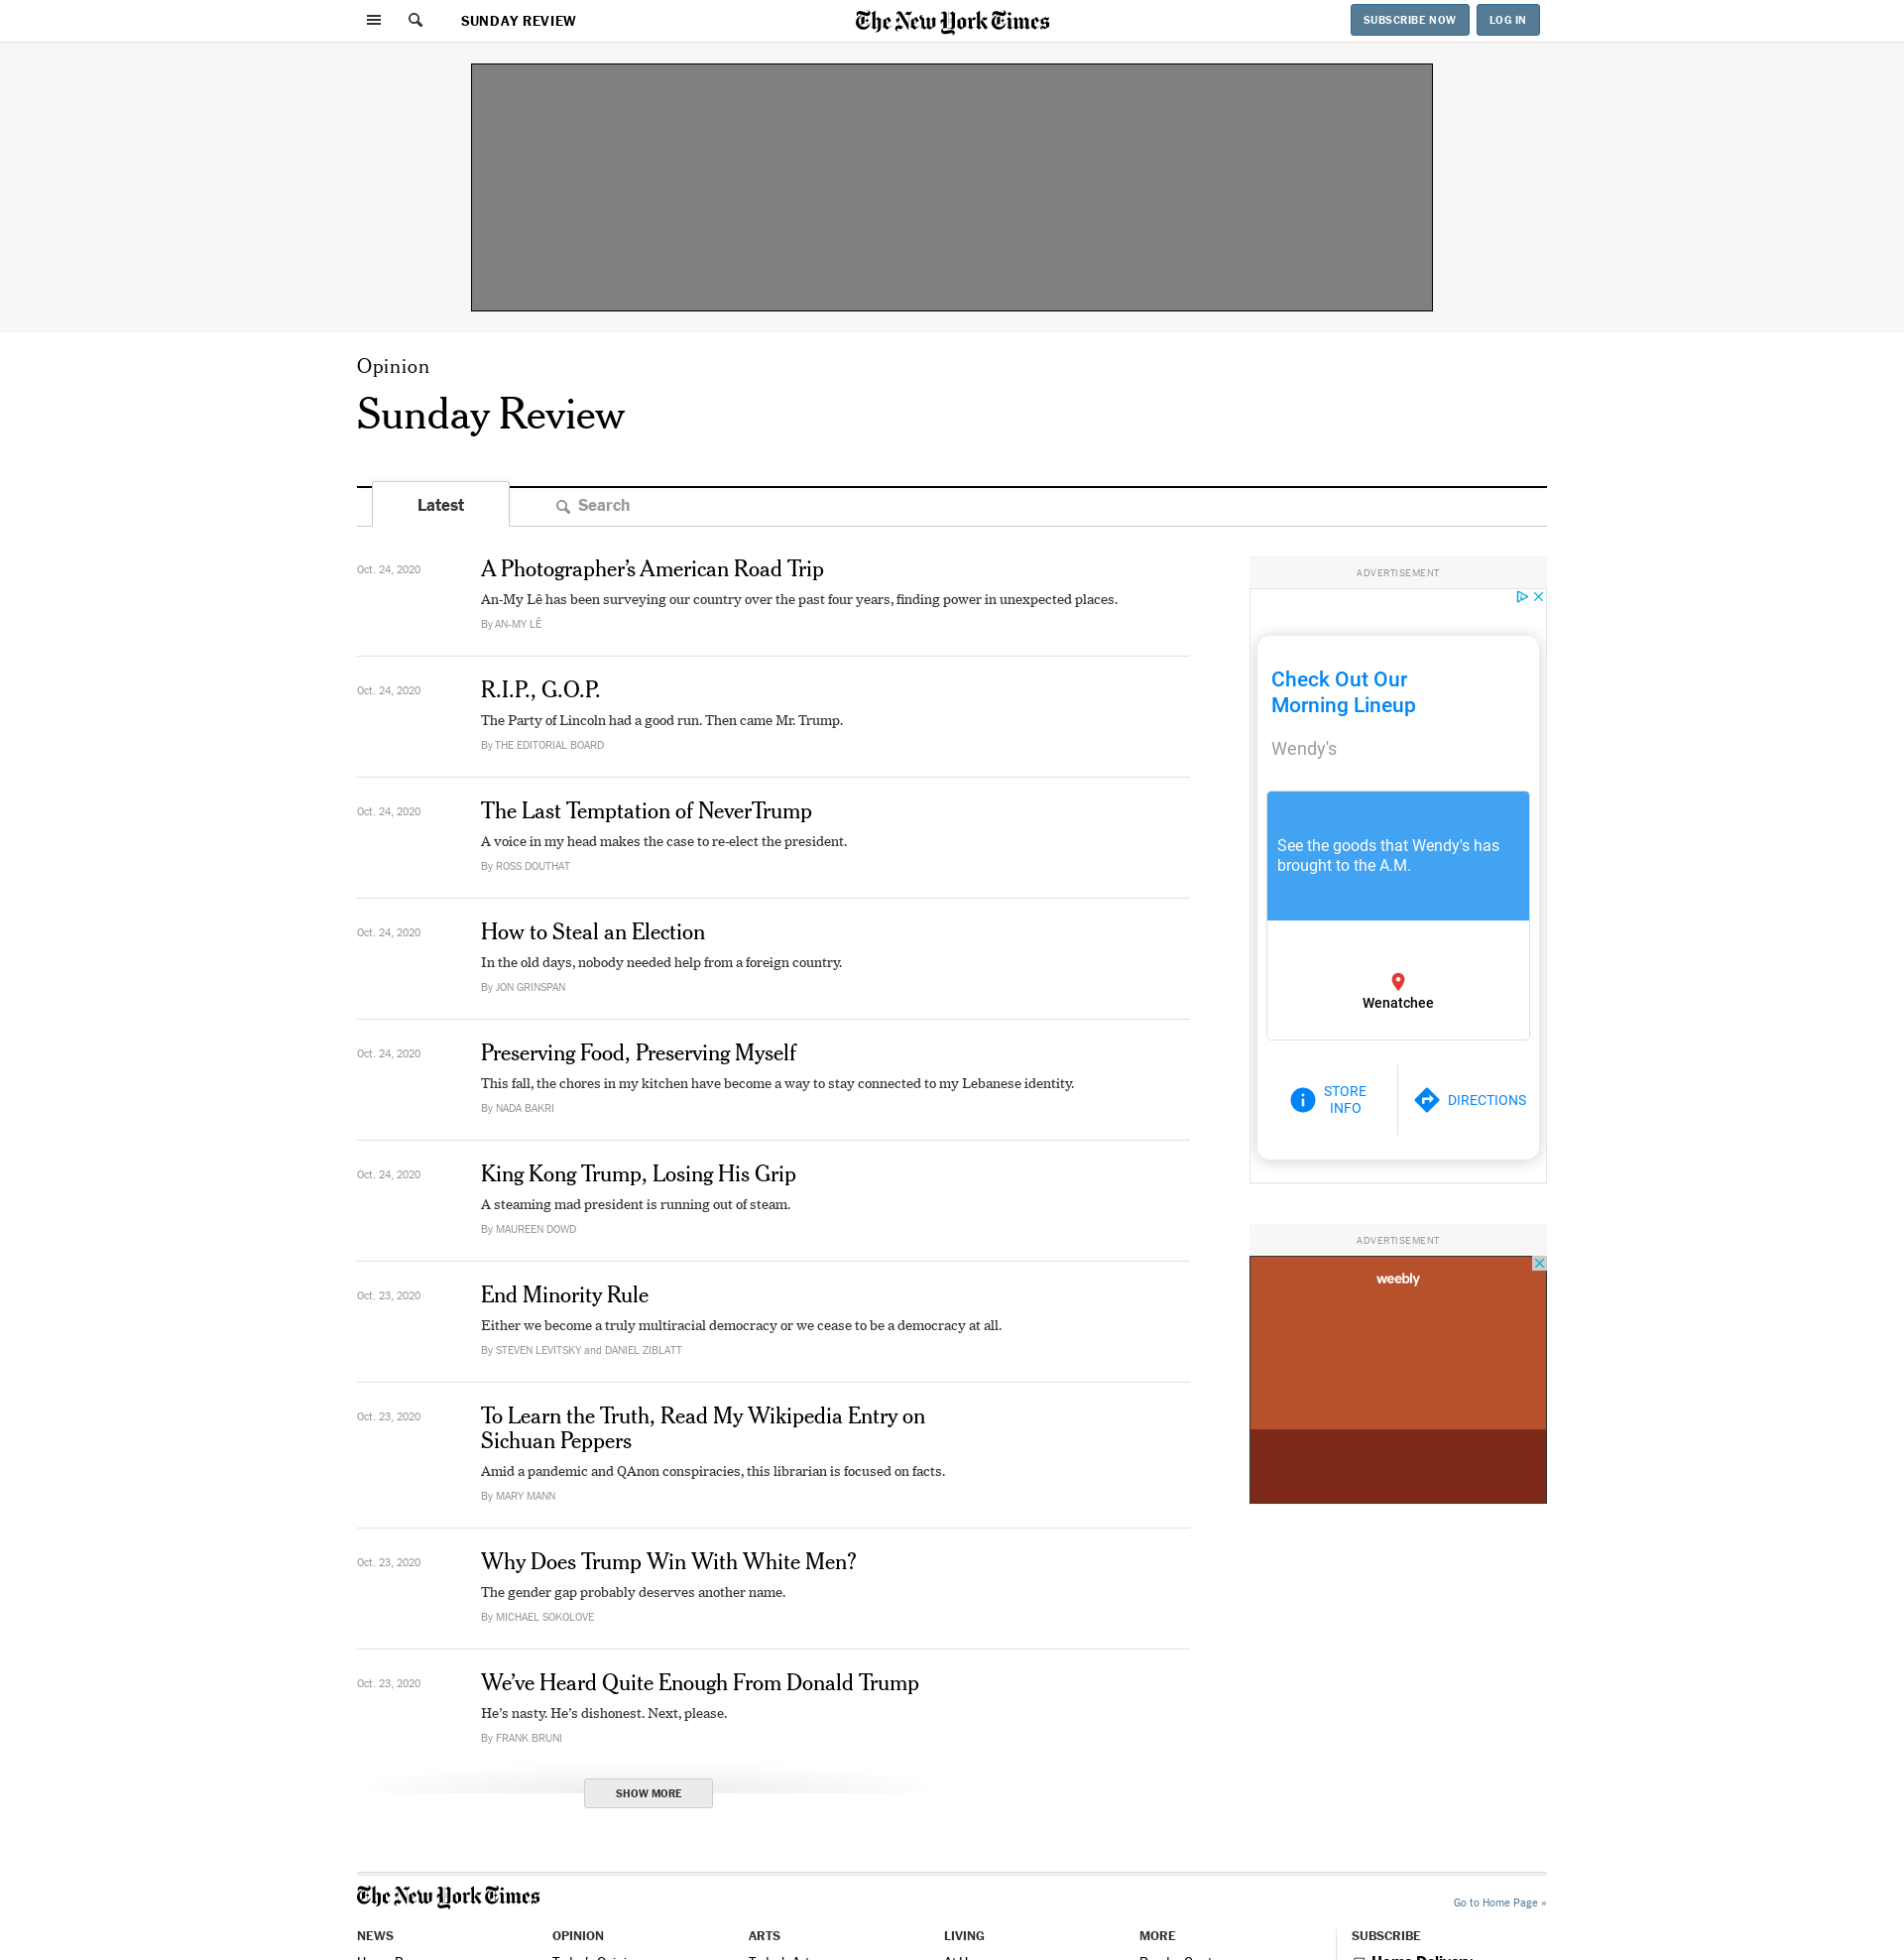 SUNDAY REVIEW
The New York Times
SUBSCRIBE NOW
LOG IN
Opinion
Sunday Review
Latest
Search
Oct. 24, 2020
A Photographer’s American Road Trip
An-My Lê has been surveying our country over the past four years, finding power in unexpected places.
By AN-MY LÊ
Oct. 24, 2020
R.I.P., G.O.P.
The Party of Lincoln had a good run. Then came Mr. Trump.
By THE EDITORIAL BOARD
Oct. 24, 2020
The Last Temptation of NeverTrump
A voice in my head makes the case to re-elect the president.
By ROSS DOUTHAT
Oct. 24, 2020
How to Steal an Election
In the old days, nobody needed help from a foreign country.
By JON GRINSPAN
Oct. 24, 2020
Preserving Food, Preserving Myself
This fall, the chores in my kitchen have become a way to stay connected to my Lebanese identity.
By NADA BAKRI
Oct. 24, 2020
King Kong Trump, Losing His Grip
A steaming mad president is running out of steam.
By MAUREEN DOWD
Oct. 23, 2020
End Minority Rule
Either we become a truly multiracial democracy or we cease to be a democracy at all.
By STEVEN LEVITSKY and DANIEL ZIBLATT
Oct. 23, 2020
To Learn the Truth, Read My Wikipedia Entry on
Sichuan Peppers
Amid a pandemic and QAnon conspiracies, this librarian is focused on facts.
By MARY MANN
Oct. 23, 2020
Why Does Trump Win With White Men?
The gender gap probably deserves another name.
By MICHAEL SOKOLOVE
Oct. 23, 2020
We’ve Heard Quite Enough From Donald Trump
He’s nasty. He’s dishonest. Next, please.
By FRANK BRUNI
SHOW MORE
ADVERTISEMENT
Check Out Our
Morning Lineup
Wendy's
See the goods that Wendy's has
brought to the A.M.
Wenatchee
STORE
INFO
DIRECTIONS
ADVERTISEMENT
weebly
The New York Times
Go to Home Page »
NEWS
OPINION
ARTS
LIVING
MORE
SUBSCRIBE
Home Delivery